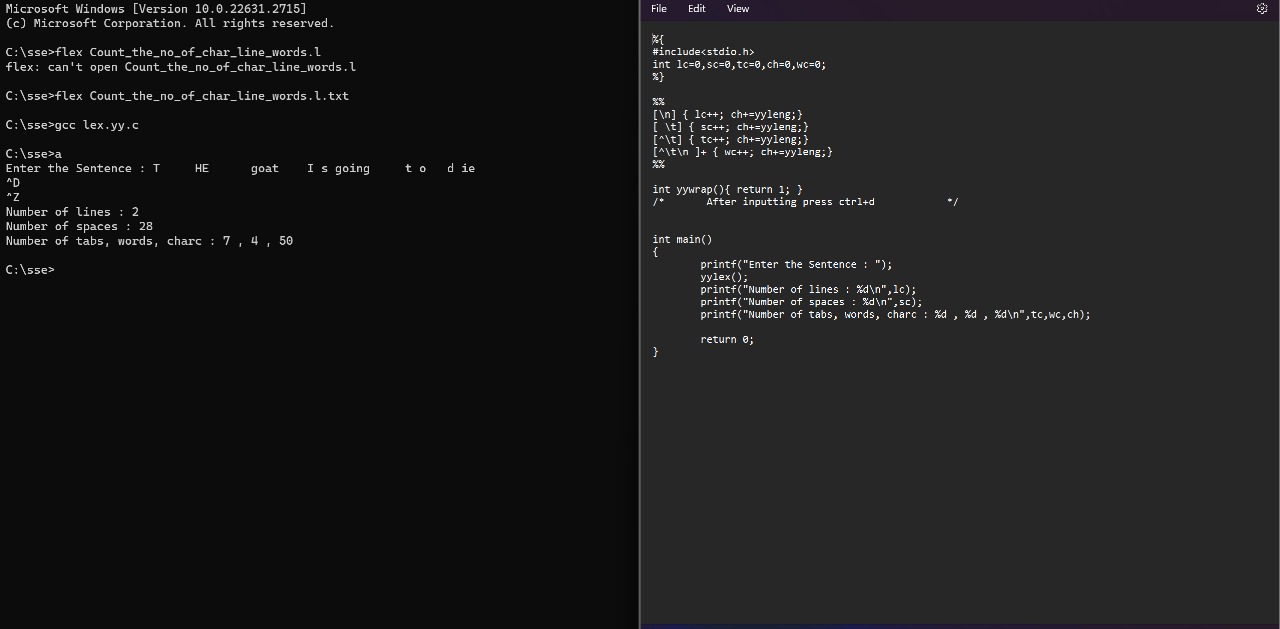 Microsoft Windows [Version 10.0.22631.2715]
(c) Microsoft Corporation. All rights reserved.
C:\sse>flex Count_the_no_of_char_line_words.l
flex: can't open Count_the_no_of_char_line_words.l
C:\sse>flex Count_the_no_of_char_line_words.l.txt
C:\sse>gcc lex.yy.c
C:\sse>a
Enter the Sentence : T     HE      goat    I s going     t o   d ie
^D
^Z
Number of lines : 2
Number of spaces : 28
Number of tabs, words, charc : 7 , 4 , 50
C:\sse>
File Edit View
%{
#include<stdio.h>
int lc=0,sc=0,tc=0,ch=0,wc=0;
%}
%%
[\n] { lc++; ch+=yyleng;}
[ \t] { sc++; ch+=yyleng;}
[^\t] { tc++; ch+=yyleng;}
[^\t\n ]+ { wc++; ch+=yyleng;}
%%
int yywrap(){ return 1; }
/*       After inputting press ctrl+d            */
int main()
{
        printf("Enter the Sentence : ");
        yylex();
        printf("Number of lines : %d\n",lc);
        printf("Number of spaces : %d\n",sc);
        printf("Number of tabs, words, charc : %d , %d , %d\n",tc,wc,ch);
        return 0;
}